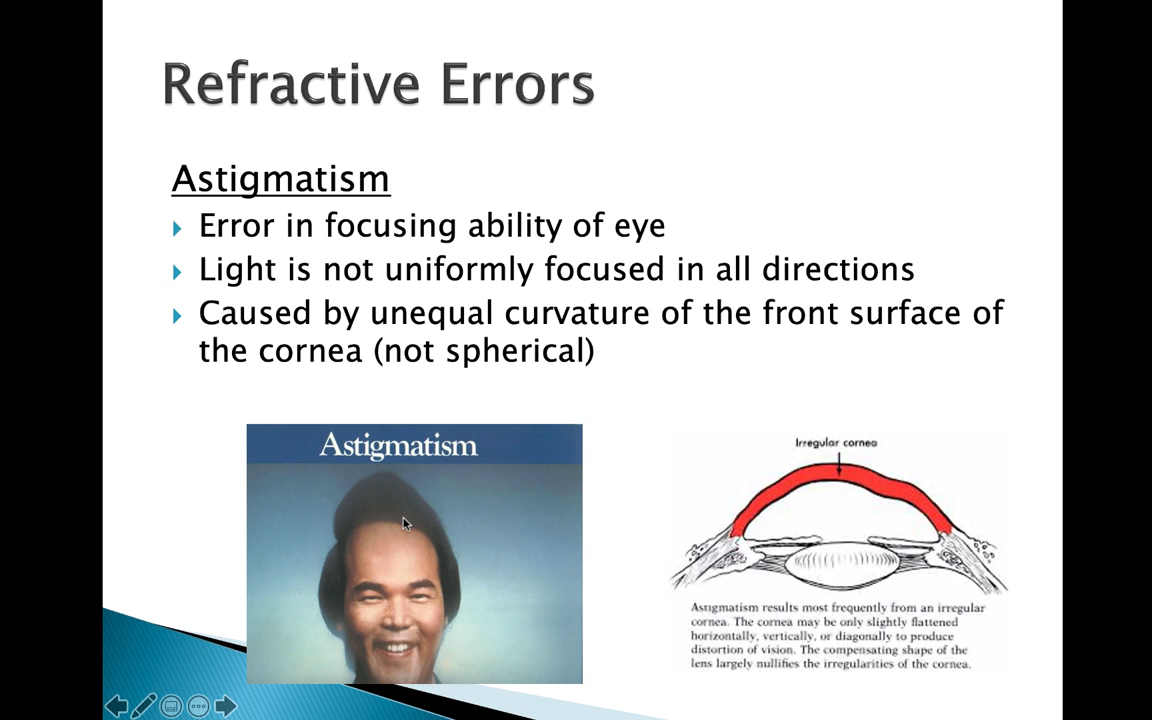 Refractive Errors
Astigmatism
Error in focusing ability of eye
Light is not uniformly focused in all directions
Caused by unequal curvature of the front surface of
the cornea (not spherical)
Astigmatism
Irregular cornea
Astigmatism results most frequently from an irregular
cornea. The cornea may be only slightly flattened
horizontally, vertically, or diagonally to produce
distortion of vision. The compensating shape of the
lens largely nullifies the irregularities of the cornea.